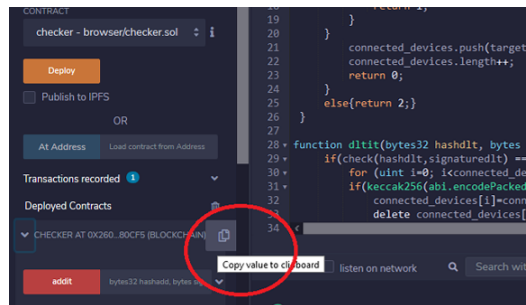 CONTRACT
checker - browser/checker.sol
i
Deploy
Publish to IPFS
OR
At Address
Load contract from Address
Transactions recorded 1
Deployed Contracts
CHECKER AT 0X260...80CF5 (BLOCKCHAIN)
Copy value to clipboard
addit
bytes32 hashadd, bytes sig
19 }
20 }
21 connected_devices.push(target
22 connected_devices.length++;
23 return 0;
24 }
25 else{return 2;}
26 }
27
28 function dltit(bytes32 hashdlt, bytes
29 if(check(hashdlt,signaturedlt) ==
30 for (uint i=0; i<connected_de
31 if(keccak256(abi.encodePacked
32 connected_devices[i]=conn
33 delete connected_devices[
34
listen on network
Search wit